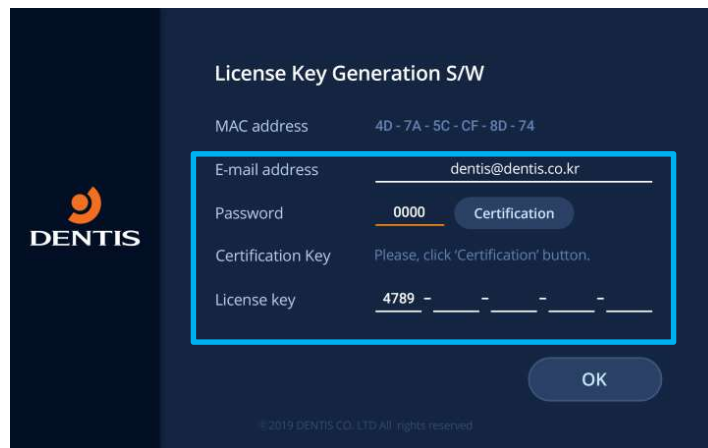 License Key Generation S/W
MAC address 4D - 7A - 5C - CF - 8D - 74
E-mail address dentis@dentis.co.kr
Password 0000 Certification
DENTIS
Certification Key Please, click 'Certification' button.
License key 4789 - - - -
OK
©2019 DENTIS CO. LTD All rights reserved